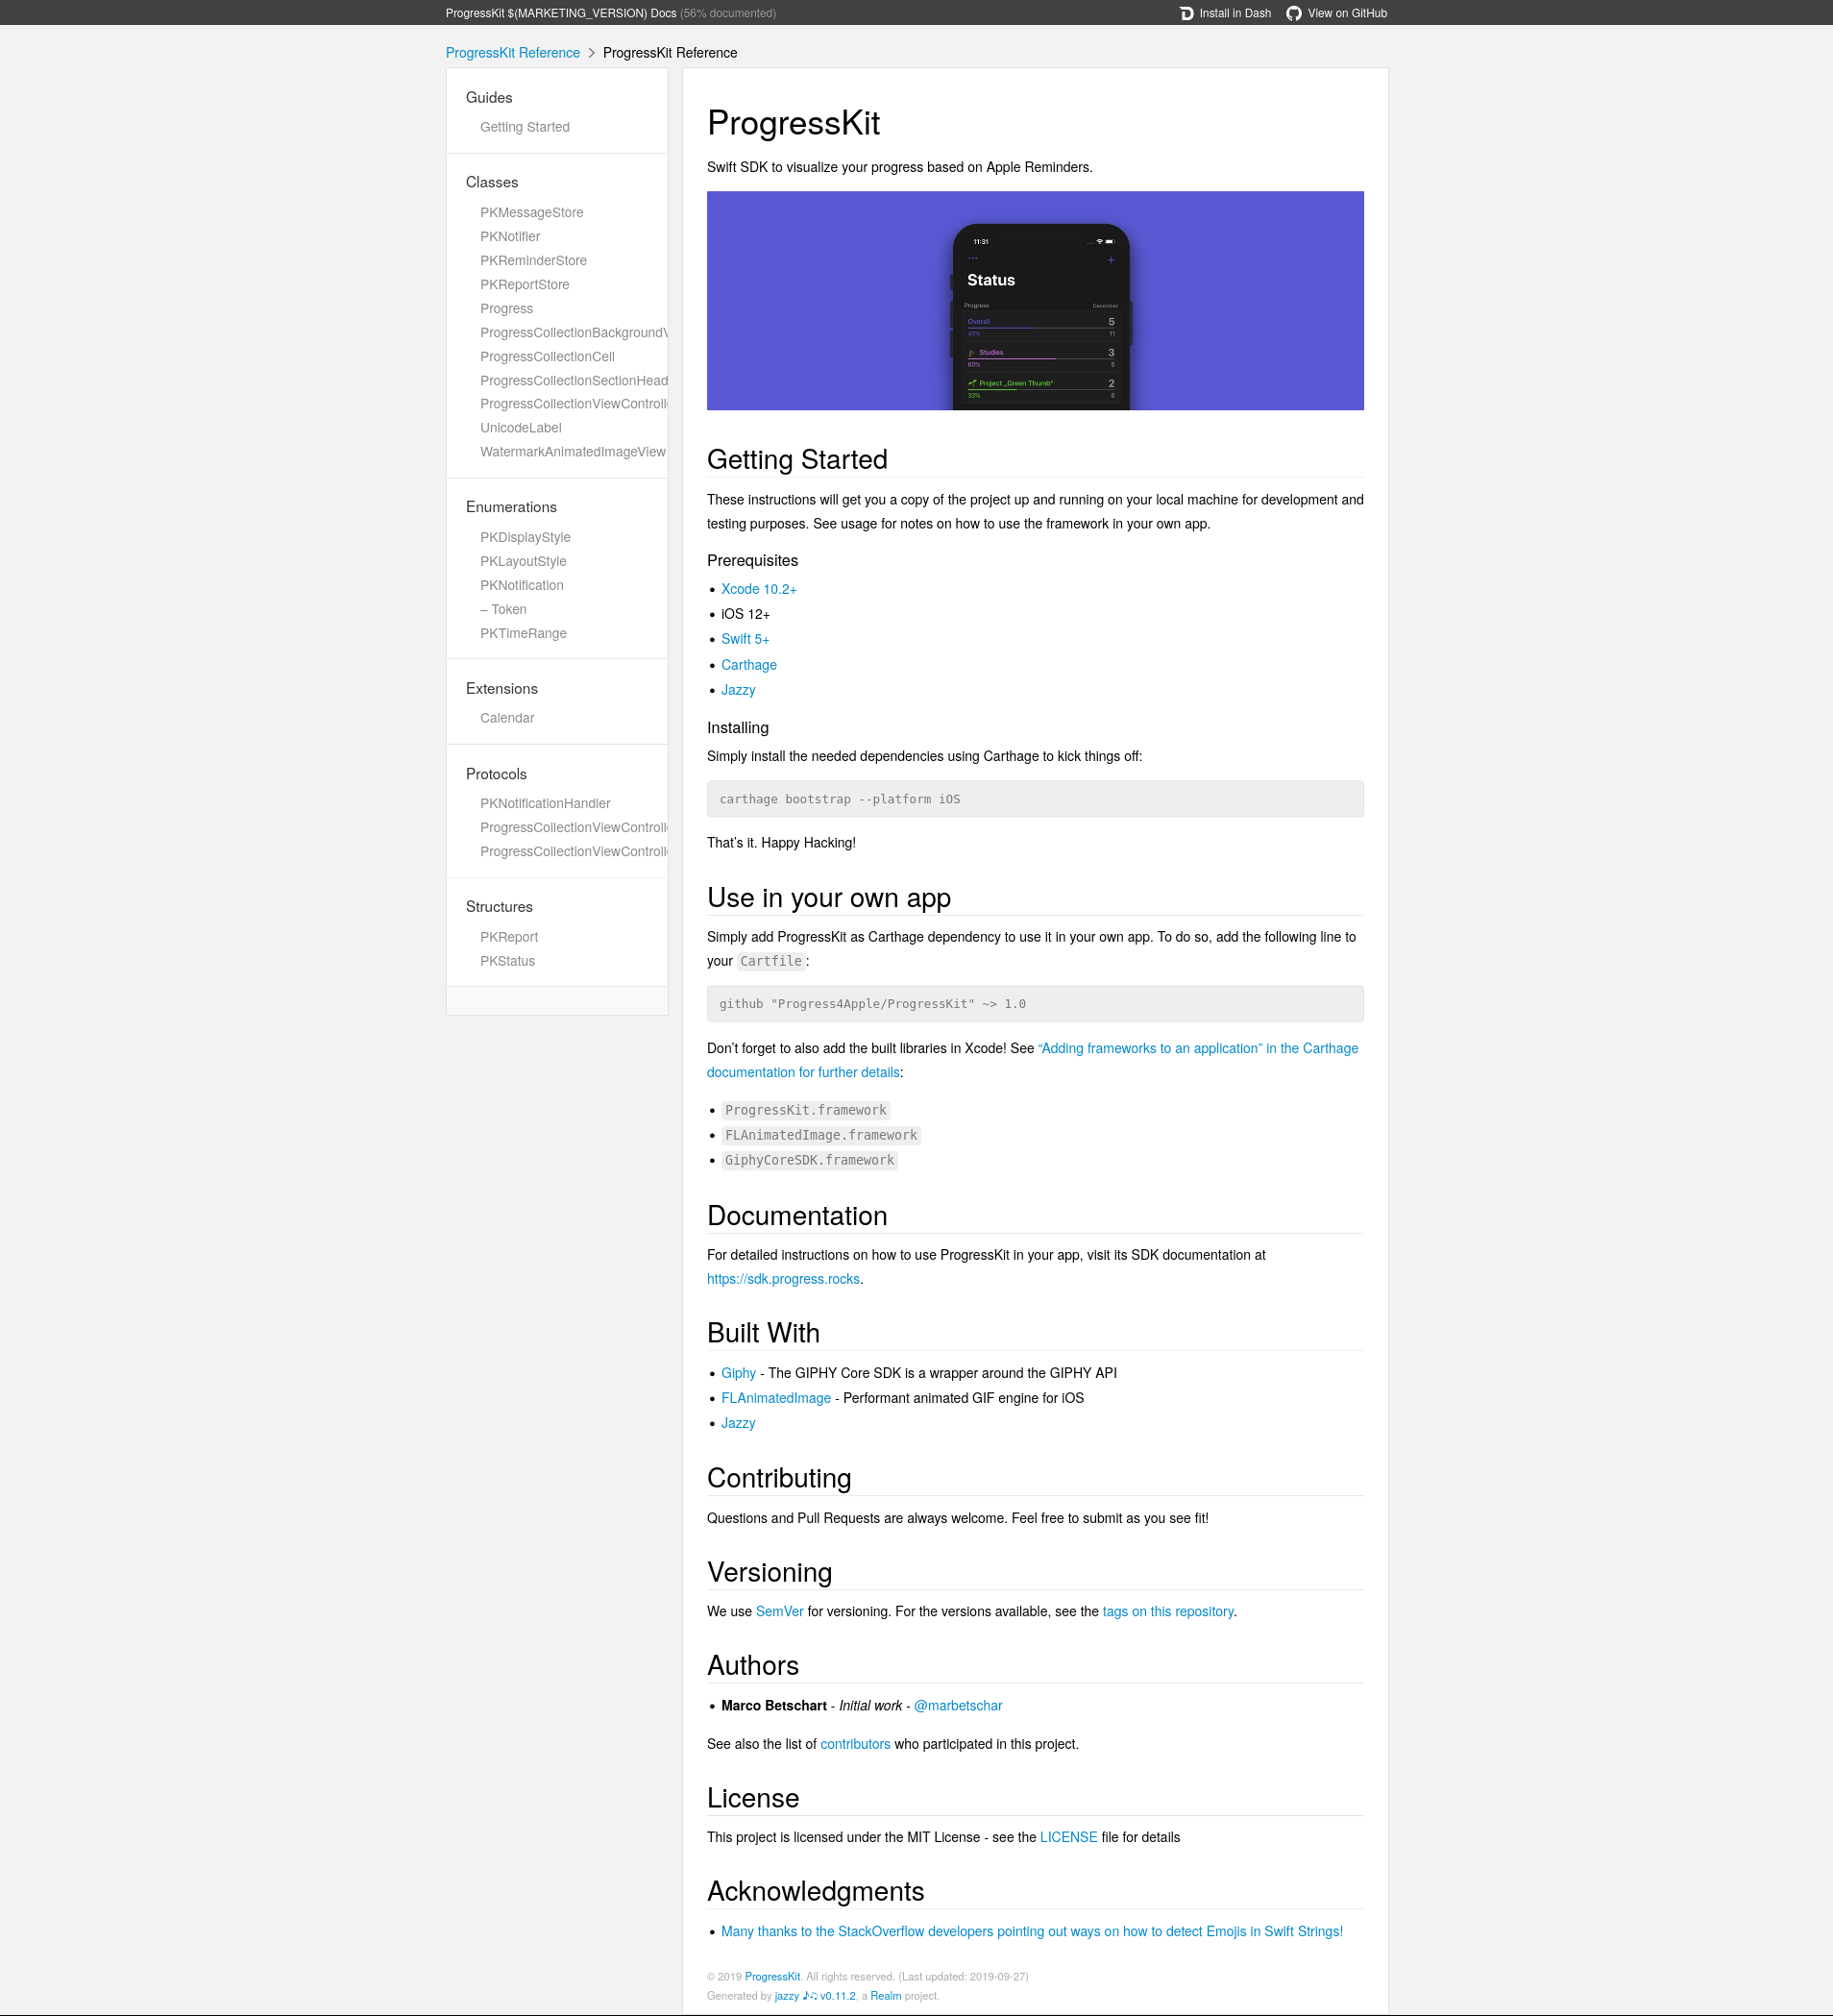 ProgressKit $(MARKETING_VERSION) Docs (56% documented)
Install in Dash
View on GitHub
ProgressKit Reference
ProgressKit Reference
Guides
Getting Started
Classes
PKMessageStore
PKNotifier
PKReminderStore
PKReportStore
Progress
ProgressCollectionBackgroundV
ProgressCollectionCell
ProgressCollectionSectionHead
ProgressCollectionViewControll
UnicodeLabel
WatermarkAnimatedImageView
Enumerations
PKDisplayStyle
PKLayoutStyle
PKNotification
– Token
PKTimeRange
Extensions
Calendar
Protocols
PKNotificationHandler
ProgressCollectionViewControll
ProgressCollectionViewControll
Structures
PKReport
PKStatus
ProgressKit
Swift SDK to visualize your progress based on Apple Reminders.
11:31
Status
Progress December
Overall 5
45% 11
Studies 3
60% 5
Project „Green Thumb“ 2
33% 6
Getting Started
These instructions will get you a copy of the project up and running on your local machine for development and
testing purposes. See usage for notes on how to use the framework in your own app.
Prerequisites
• Xcode 10.2+
• iOS 12+
• Swift 5+
• Carthage
• Jazzy
Installing
Simply install the needed dependencies using Carthage to kick things off:
carthage bootstrap --platform iOS
That’s it. Happy Hacking!
Use in your own app
Simply add ProgressKit as Carthage dependency to use it in your own app. To do so, add the following line to
your Cartfile:
github "Progress4Apple/ProgressKit" ~> 1.0
Don’t forget to also add the built libraries in Xcode! See “Adding frameworks to an application” in the Carthage
documentation for further details:
• ProgressKit.framework
• FLAnimatedImage.framework
• GiphyCoreSDK.framework
Documentation
For detailed instructions on how to use ProgressKit in your app, visit its SDK documentation at
https://sdk.progress.rocks.
Built With
• Giphy - The GIPHY Core SDK is a wrapper around the GIPHY API
• FLAnimatedImage - Performant animated GIF engine for iOS
• Jazzy
Contributing
Questions and Pull Requests are always welcome. Feel free to submit as you see fit!
Versioning
We use SemVer for versioning. For the versions available, see the tags on this repository.
Authors
• Marco Betschart - Initial work - @marbetschar
See also the list of contributors who participated in this project.
License
This project is licensed under the MIT License - see the LICENSE file for details
Acknowledgments
• Many thanks to the StackOverflow developers pointing out ways on how to detect Emojis in Swift Strings!
© 2019 ProgressKit. All rights reserved. (Last updated: 2019-09-27)
Generated by jazzy ♪♫ v0.11.2, a Realm project.